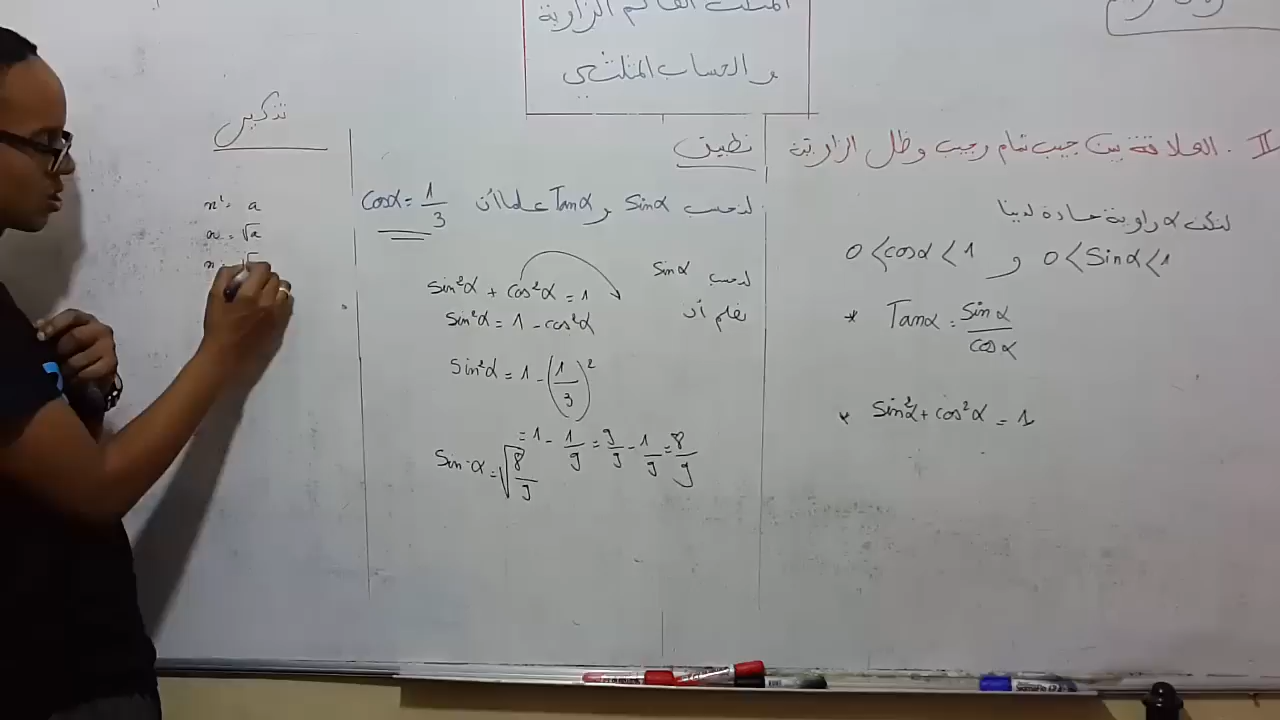 المثلث القائم الزاوية
و الحساب المثلثي
II . العلاقة بين جيب تمام وجيب وظل الزاوية
لتكن α زاوية حادة لدينا
0 < Sinα < 1 و 0 < cosα < 1
* Tanα = Sinα / cosα
* Sin²α + cos²α = 1
تطبيق
لنحسب Sinα و Tanα علما أن cosα = 1/3
لنحسب Sinα
نعلم أن
Sin²α + cos²α = 1
Sin²α = 1 - cos²α
Sin²α = 1 - (1/3)²
= 1 - 1/9 = 9/9 - 1/9 = 8/9
Sin α = √8/9
تذكير
x² = a
x = √a